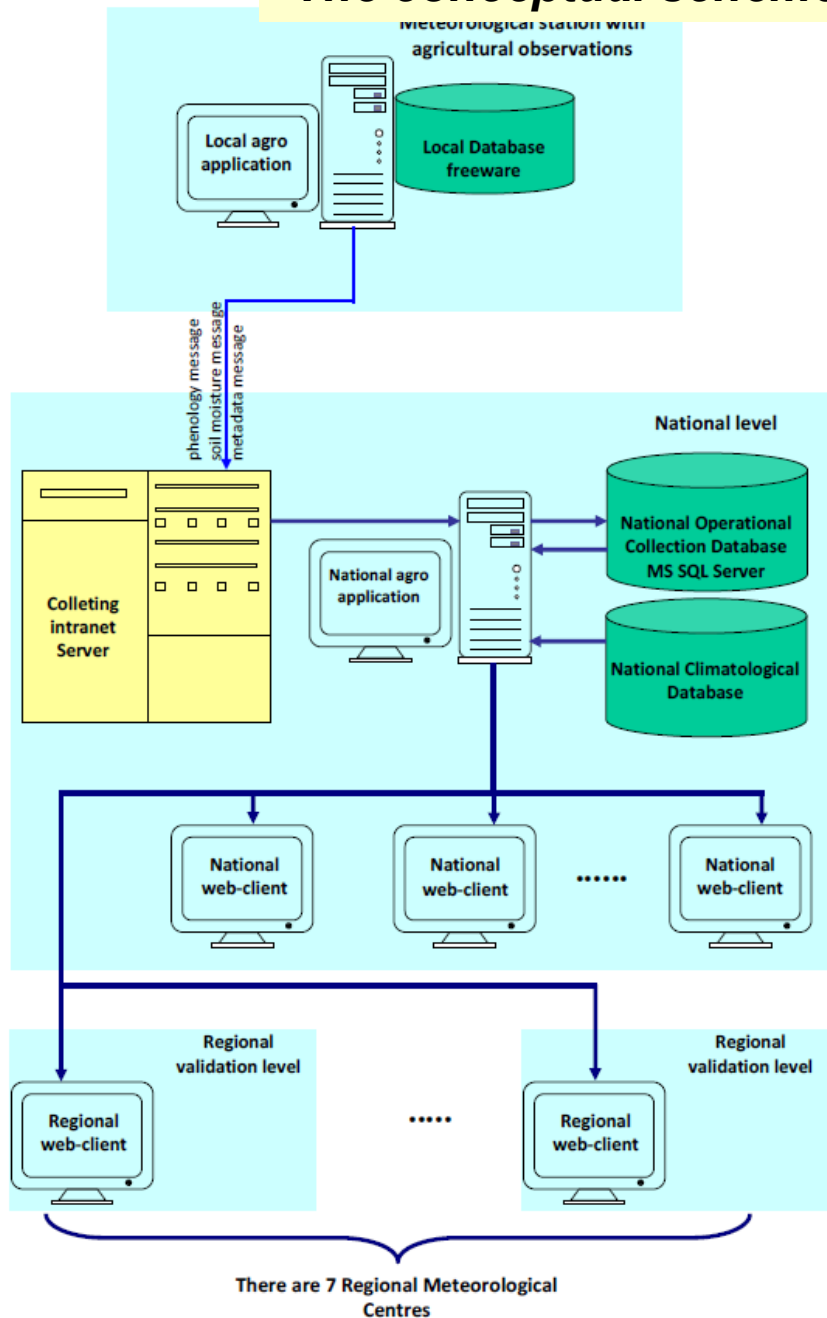 The conceptual scheme
Meteorological station with
agricultural observations
Local agro
application
Local Database
freeware
phenology message
soil moisture message
metadata message
National level
Colleting
intranet
Server
National agro
application
National Operational
Collection Database
MS SQL Server
National Climatological
Database
National
web-client
National
web-client
......
National
web-client
Regional
validation level
Regional
web-client
.....
Regional
validation level
Regional
web-client
There are 7 Regional Meteorological
Centres